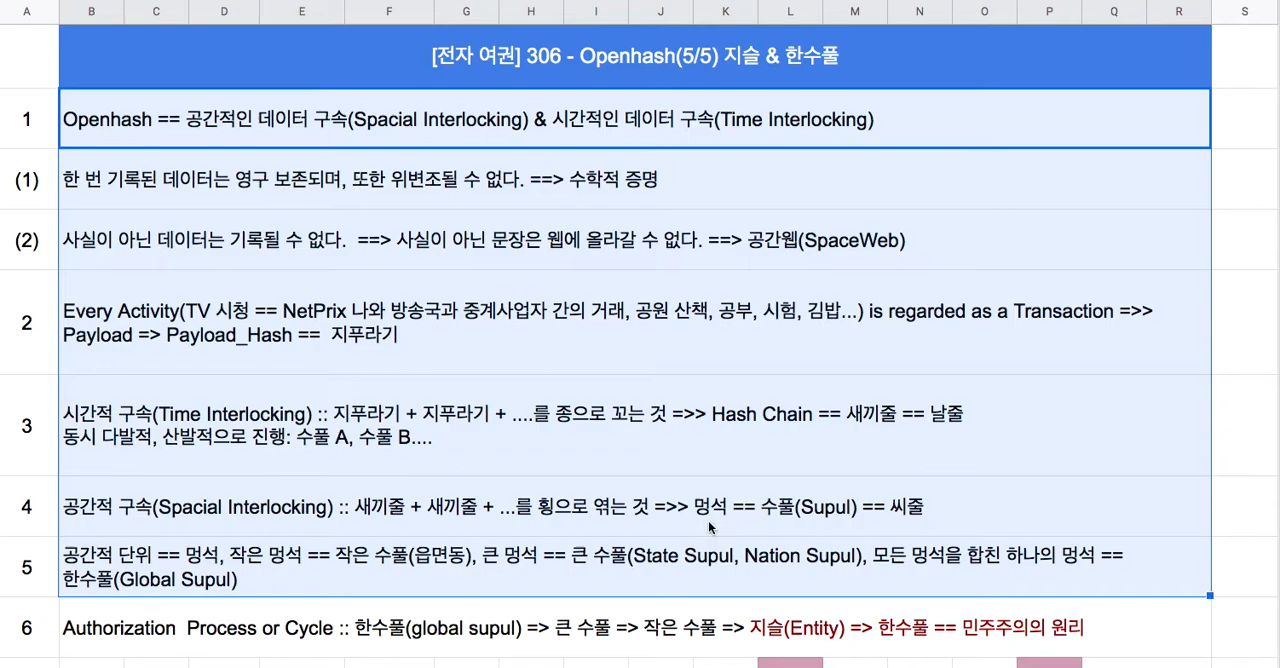 A B C D E F G H I J K L M N O P Q R S
[전자 여권] 306 - Openhash(5/5) 지슬 & 한수풀
1 Openhash == 공간적인 데이터 구속(Spacial Interlocking) & 시간적인 데이터 구속(Time Interlocking)
(1) 한 번 기록된 데이터는 영구 보존되며, 또한 위변조될 수 없다. ==> 수학적 증명
(2) 사실이 아닌 데이터는 기록될 수 없다. ==> 사실이 아닌 문장은 웹에 올라갈 수 없다. ==> 공간웹(SpaceWeb)
2 Every Activity(TV 시청 == NetPrix 나와 방송국과 중계사업자 간의 거래, 공원 산책, 공부, 시험, 김밥...) is regarded as a Transaction =>>
Payload => Payload_Hash == 지푸라기
3 시간적 구속(Time Interlocking) :: 지푸라기 + 지푸라기 + ....를 종으로 꼬는 것 =>> Hash Chain == 새끼줄 == 날줄
동시 다발적, 산발적으로 진행: 수풀 A, 수풀 B....
4 공간적 구속(Spacial Interlocking) :: 새끼줄 + 새끼줄 + ...를 횡으로 엮는 것 =>> 멍석 == 수풀(Supul) == 씨줄
5 공간적 단위 == 멍석, 작은 멍석 == 작은 수풀(읍면동), 큰 멍석 == 큰 수풀(State Supul, Nation Supul), 모든 멍석을 합친 하나의 멍석 ==
한수풀(Global Supul)
6 Authorization Process or Cycle :: 한수풀(global supul) => 큰 수풀 => 작은 수풀 => 지슬(Entity) => 한수풀 == 민주주의의 원리